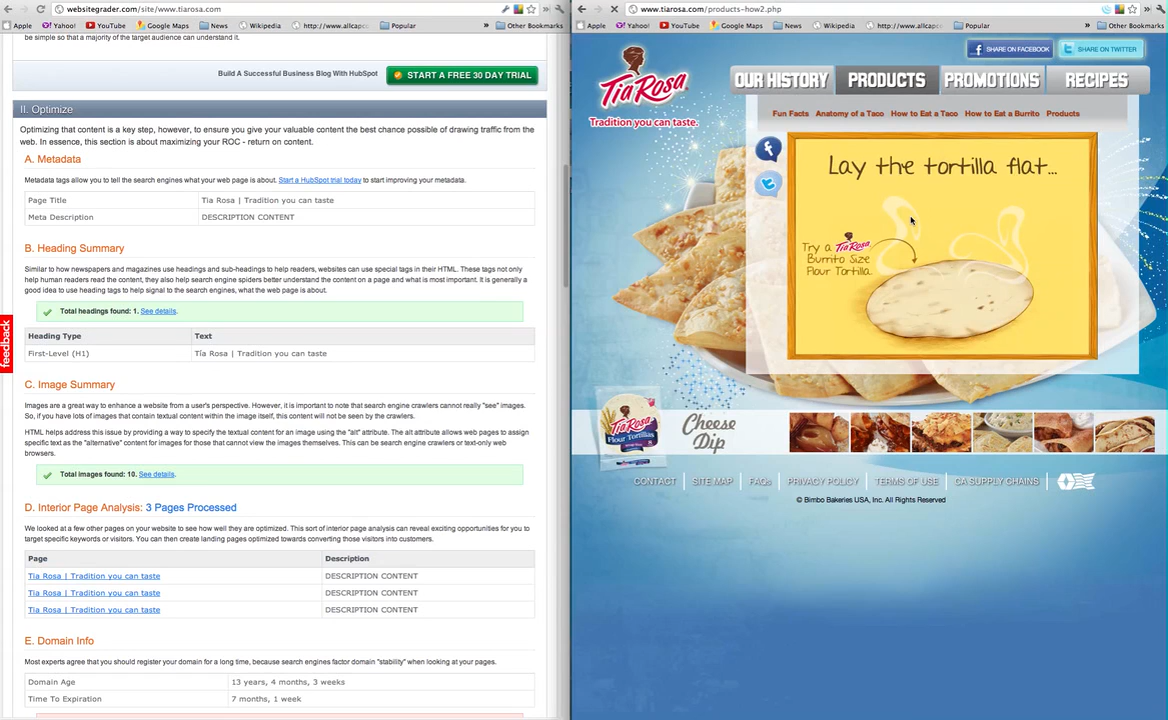 websitegrader.com/site/www.tiarosa.com
Apple Yahoo! YouTube Google Maps News Wikipedia http://www.allcapc... Popular » Other Bookmarks
be simple so that a majority of the target audience can understand it.
Build A Successful Business Blog With HubSpot START A FREE 30 DAY TRIAL
II. Optimize
Optimizing that content is a key step, however, to ensure you give your valuable content the best chance possible of drawing traffic from the
web. In essence, this section is about maximizing your ROC - return on content.
A. Metadata
Metadata tags allow you to tell the search engines what your web page is about. Start a HubSpot trial today to start improving your metadata.
Page Title Tia Rosa | Tradition you can taste
Meta Description DESCRIPTION CONTENT
B. Heading Summary
Similar to how newspapers and magazines use headings and sub-headings to help readers, websites can use special tags in their HTML. These tags not only
help human readers read the content, they also help search engine spiders better understand the content on a page and what is most important. It is generally a
good idea to use heading tags to help signal to the search engines, what the web page is about.
Total headings found: 1. See details.
Heading Type Text
First-Level (H1) Tía Rosa | Tradition you can taste
C. Image Summary
Images are a great way to enhance a website from a user's perspective. However, it is important to note that search engine crawlers cannot really "see" images.
So, if you have lots of images that contain textual content within the image itself, this content will not be seen by the crawlers.
HTML helps address this issue by providing a way to specify the textual content for an image using the "alt" attribute. The alt attribute allows web pages to assign
specific text as the "alternative" content for images for those that cannot view the images themselves. This can be search engine crawlers or text-only web
browsers.
Total images found: 10. See details.
D. Interior Page Analysis: 3 Pages Processed
We looked at a few other pages on your website to see how well they are optimized. This sort of interior page analysis can reveal exciting opportunities for you to
target specific keywords or visitors. You can then create landing pages optimized towards converting those visitors into customers.
Page Description
Tia Rosa | Tradition you can taste DESCRIPTION CONTENT
Tia Rosa | Tradition you can taste DESCRIPTION CONTENT
Tia Rosa | Tradition you can taste DESCRIPTION CONTENT
E. Domain Info
Most experts agree that you should register your domain for a long time, because search engines factor domain "stability" when looking at your pages.
Domain Age 13 years, 4 months, 3 weeks
Time To Expiration 7 months, 1 week
feedback
www.tiarosa.com/products-how2.php
Apple Yahoo! YouTube Google Maps News Wikipedia http://www.allcapc... Popular » Other Bookmarks
SHARE ON FACEBOOK SHARE ON TWITTER
Tía Rosa
Tradition you can taste.
OUR HISTORY PRODUCTS PROMOTIONS RECIPES
Fun Facts Anatomy of a Taco How to Eat a Taco How to Eat a Burrito Products
Lay the tortilla flat...
Try a Tía Rosa
Burrito Size
Flour Tortilla.
Tía Rosa
Flour Tortillas
Cheese
Dip
CONTACT SITE MAP FAQs PRIVACY POLICY TERMS OF USE CA SUPPLY CHAINS
© Bimbo Bakeries USA, Inc. All Rights Reserved